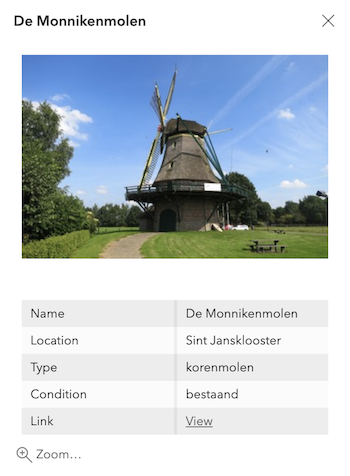 De Monnikenmolen
Name De Monnikenmolen
Location Sint Jansklooster
Type korenmolen
Condition bestaand
Link View
Zoom...